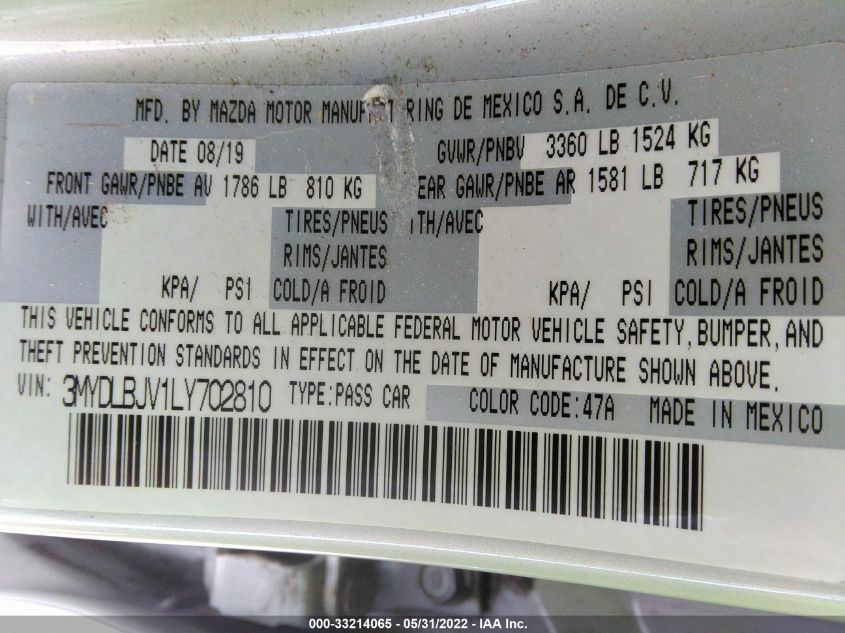 MFD. BY MAZDA MOTOR MANUF RING DE MEXICO S.A. DE C.V.
DATE 08/19 GVWR/PNBV 3360 LB 1524 KG
FRONT GAWR/PNBE AV 1786 LB 810 KG EAR GAWR/PNBE AR 1581 LB 717 KG
WITH/AVEC TIRES/PNEUS ITH/AVEC TIRES/PNEUS
RIMS/JANTES RIMS/JANTES
KPA/ PSI COLD/A FROID KPA/ PSI COLD/A FROID
THIS VEHICLE CONFORMS TO ALL APPLICABLE FEDERAL MOTOR VEHICLE SAFETY, BUMPER, AND
THEFT PREVENTION STANDARDS IN EFFECT ON THE DATE OF MANUFACTURE SHOWN ABOVE.
VIN: 3MYDLBJV1LY702810 TYPE:PASS CAR COLOR CODE:47A MADE IN MEXICO
000-33214065 - 05/31/2022 - IAA Inc.